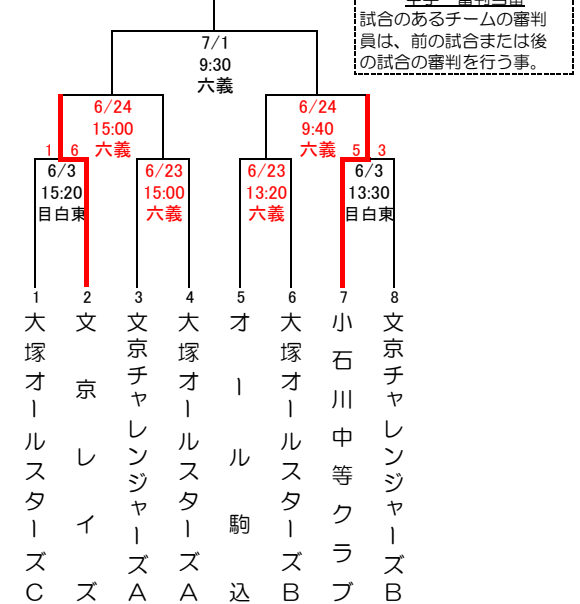 主審・審判当番
試合のあるチームの審判
員は、前の試合または後
の試合の審判を行う事。
7/1
9:30
六義
6/24
15:00
六義
6/24
9:40
六義
1 6
6/3
15:20
目白東
6/23
15:00
六義
6/23
13:20
六義
5 3
6/3
13:30
目白東
1
大塚オールスターズC
2
文京レイズ
3
文京チャレンジャーズA
4
大塚オールスターズA
5
オール駒込
6
大塚オールスターズB
7
小石川中等クラブ
8
文京チャレンジャーズB